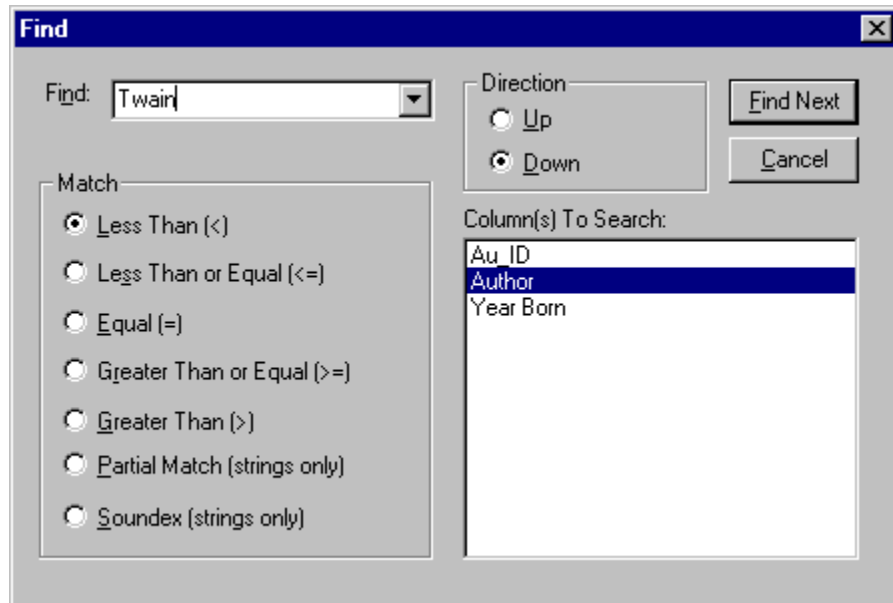 Find
Find: Twain
Direction
Up
Down
Find Next
Cancel
Match
Less Than (<)
Less Than or Equal (<=)
Equal (=)
Greater Than or Equal (>=)
Greater Than (>)
Partial Match (strings only)
Soundex (strings only)
Column(s) To Search:
Au_ID
Author
Year Born